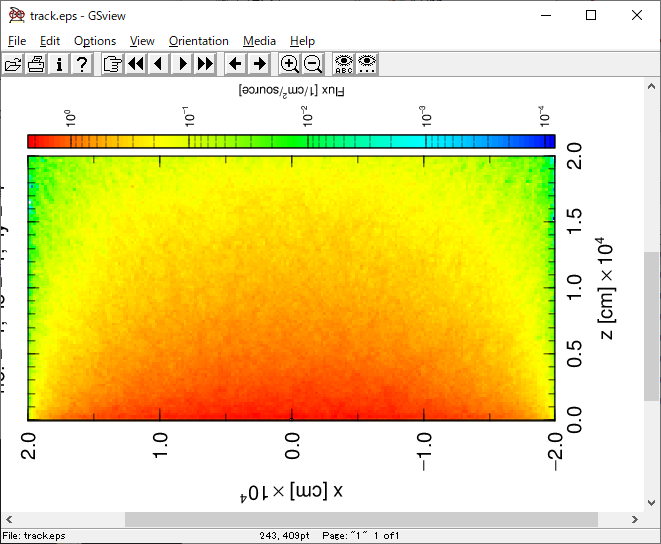 track.eps - GSview
File Edit Options View Orientation Media Help
ABC
Flux [1/cm²/source]
10⁰ 10⁻¹ 10⁻² 10⁻³ 10⁻⁴
2.0
1.5
1.0
0.5
0.0
z [cm] × 10⁴
2.0 1.0 0.0 −1.0 −2.0
x [cm] × 10⁴
File: track.eps 243, 409pt Page: "1" 1 of 1